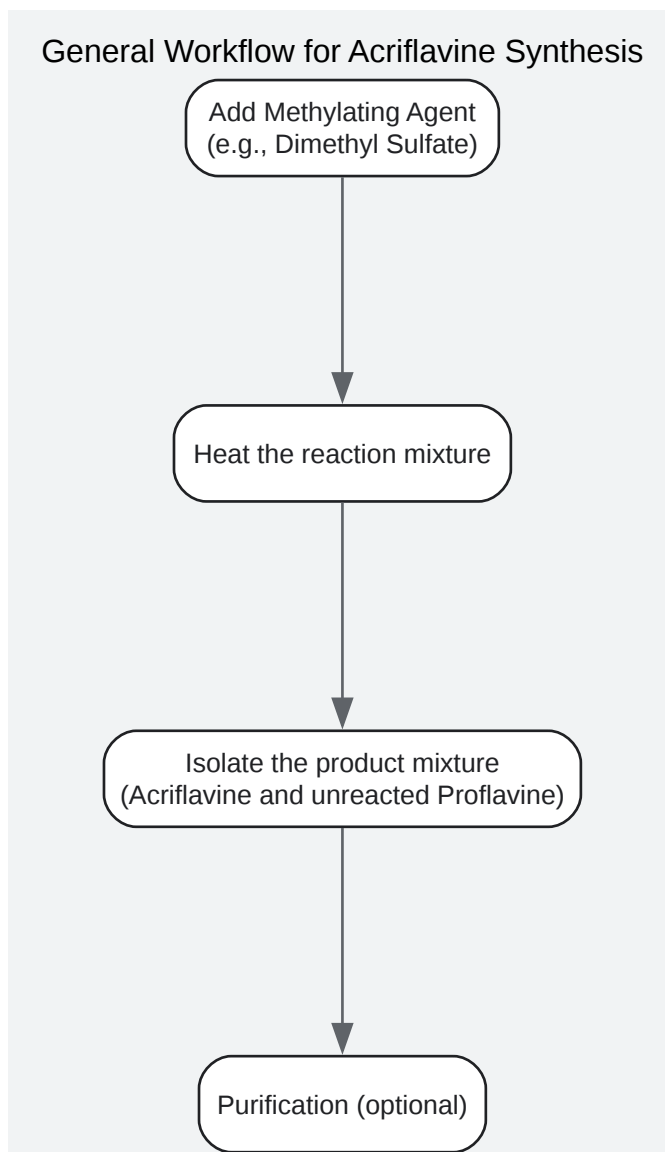 General Workflow for Acriflavine Synthesis
Add Methylating Agent
(e.g., Dimethyl Sulfate)
Heat the reaction mixture
Isolate the product mixture
(Acriflavine and unreacted Proflavine)
Purification (optional)